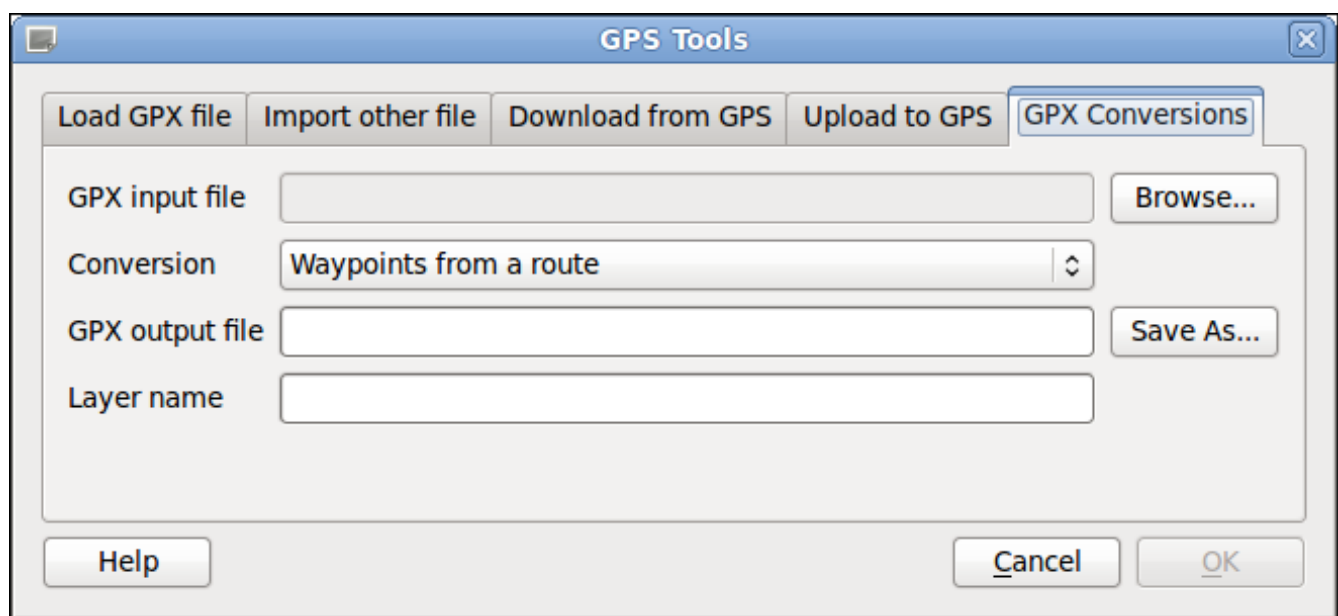 GPS Tools
Load GPX file Import other file Download from GPS Upload to GPS GPX Conversions
GPX input file Browse...
Conversion Waypoints from a route
GPX output file Save As...
Layer name
Help Cancel OK